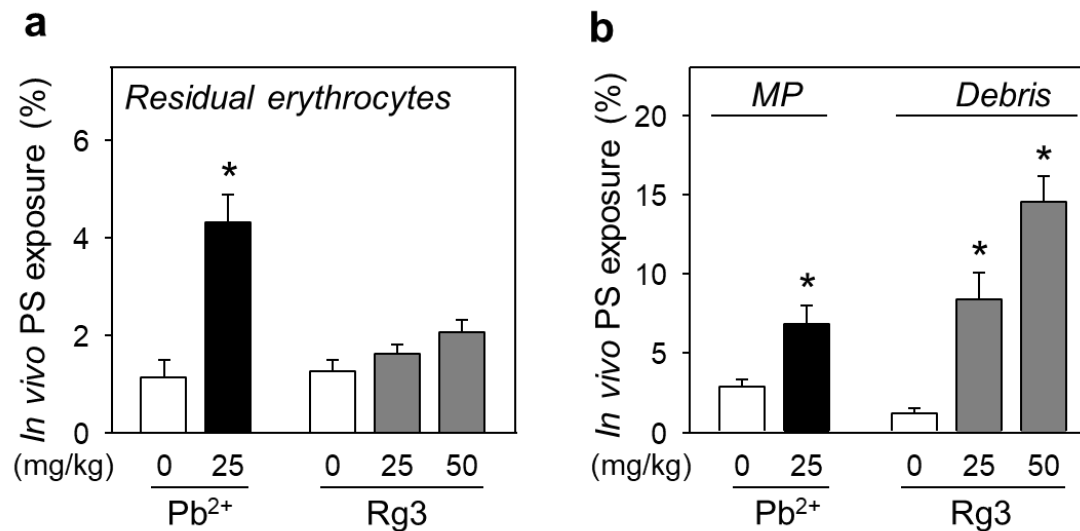 a
In vivo PS exposure (%)
Residual erythrocytes
6
*
4
2
0
(mg/kg) 0 25 0 25 50
Pb²⁺ Rg3
b
In vivo PS exposure (%)
MP Debris
20
*
15
*
10
*
5
0
(mg/kg) 0 25 0 25 50
Pb²⁺ Rg3